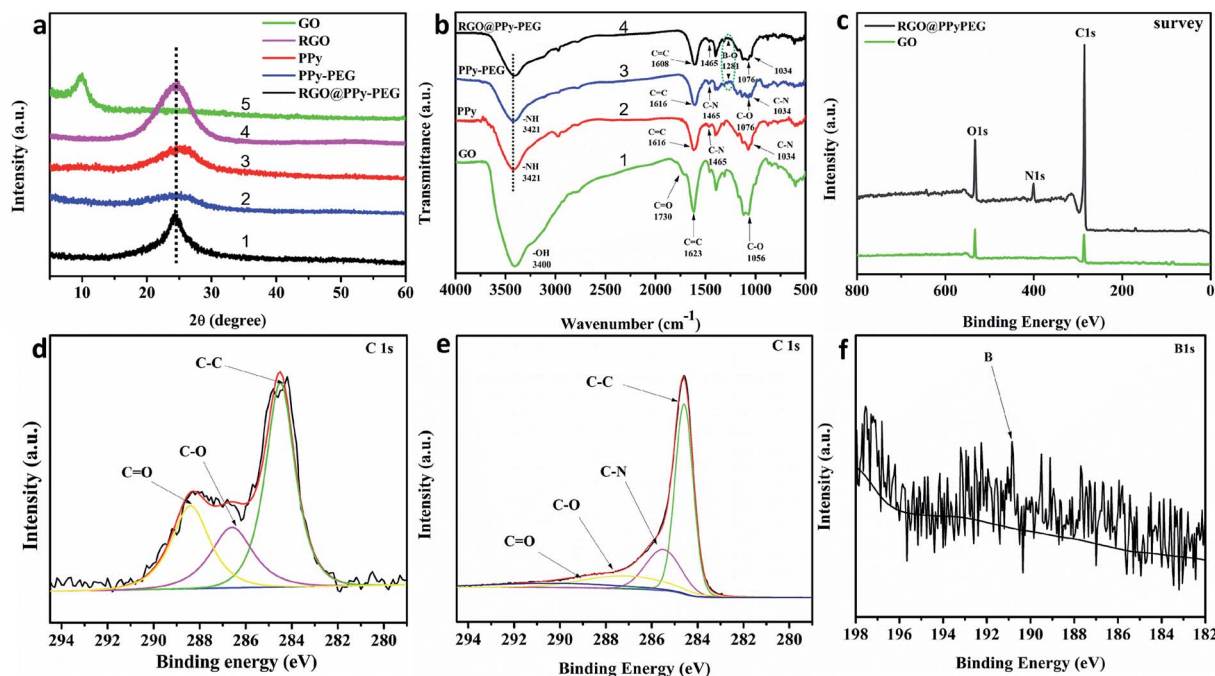 a
GO
RGO
PPy
PPy-PEG
RGO@PPy-PEG
5
4
3
2
1
Intensity (a.u.)
10 20 30 40 50 60
2θ (degree)
b
RGO@PPy-PEG
4
C=C
1608
1465
B-O
1281
1076
1034
PPy-PEG
3
C=C
1616
C-N
1465
C-O
1076
C-N
1034
-NH
3421
PPy
2
C=C
1616
C-N
1465
C-N
1034
-NH
3421
GO
1
C=O
1730
C=C
1623
C-O
1056
-OH
3400
Transmittance (a.u.)
4000 3500 3000 2500 2000 1500 1000 500
Wavenumber (cm-1)
c
survey
RGO@PPyPEG
GO
C1s
O1s
N1s
Intensity (a.u.)
800 600 400 200 0
Binding Energy (eV)
d
C 1s
C-C
C-O
C=O
Intensity (a.u.)
294 292 290 288 286 284 282 280
Binding energy (eV)
e
C 1s
C-C
C-N
C-O
C=O
Intensity (a.u.)
294 292 290 288 286 284 282 280
Binding Energy (eV)
f
B1s
B
Intensity (a.u.)
198 196 194 192 190 188 186 184 182
Binding Energy (eV)